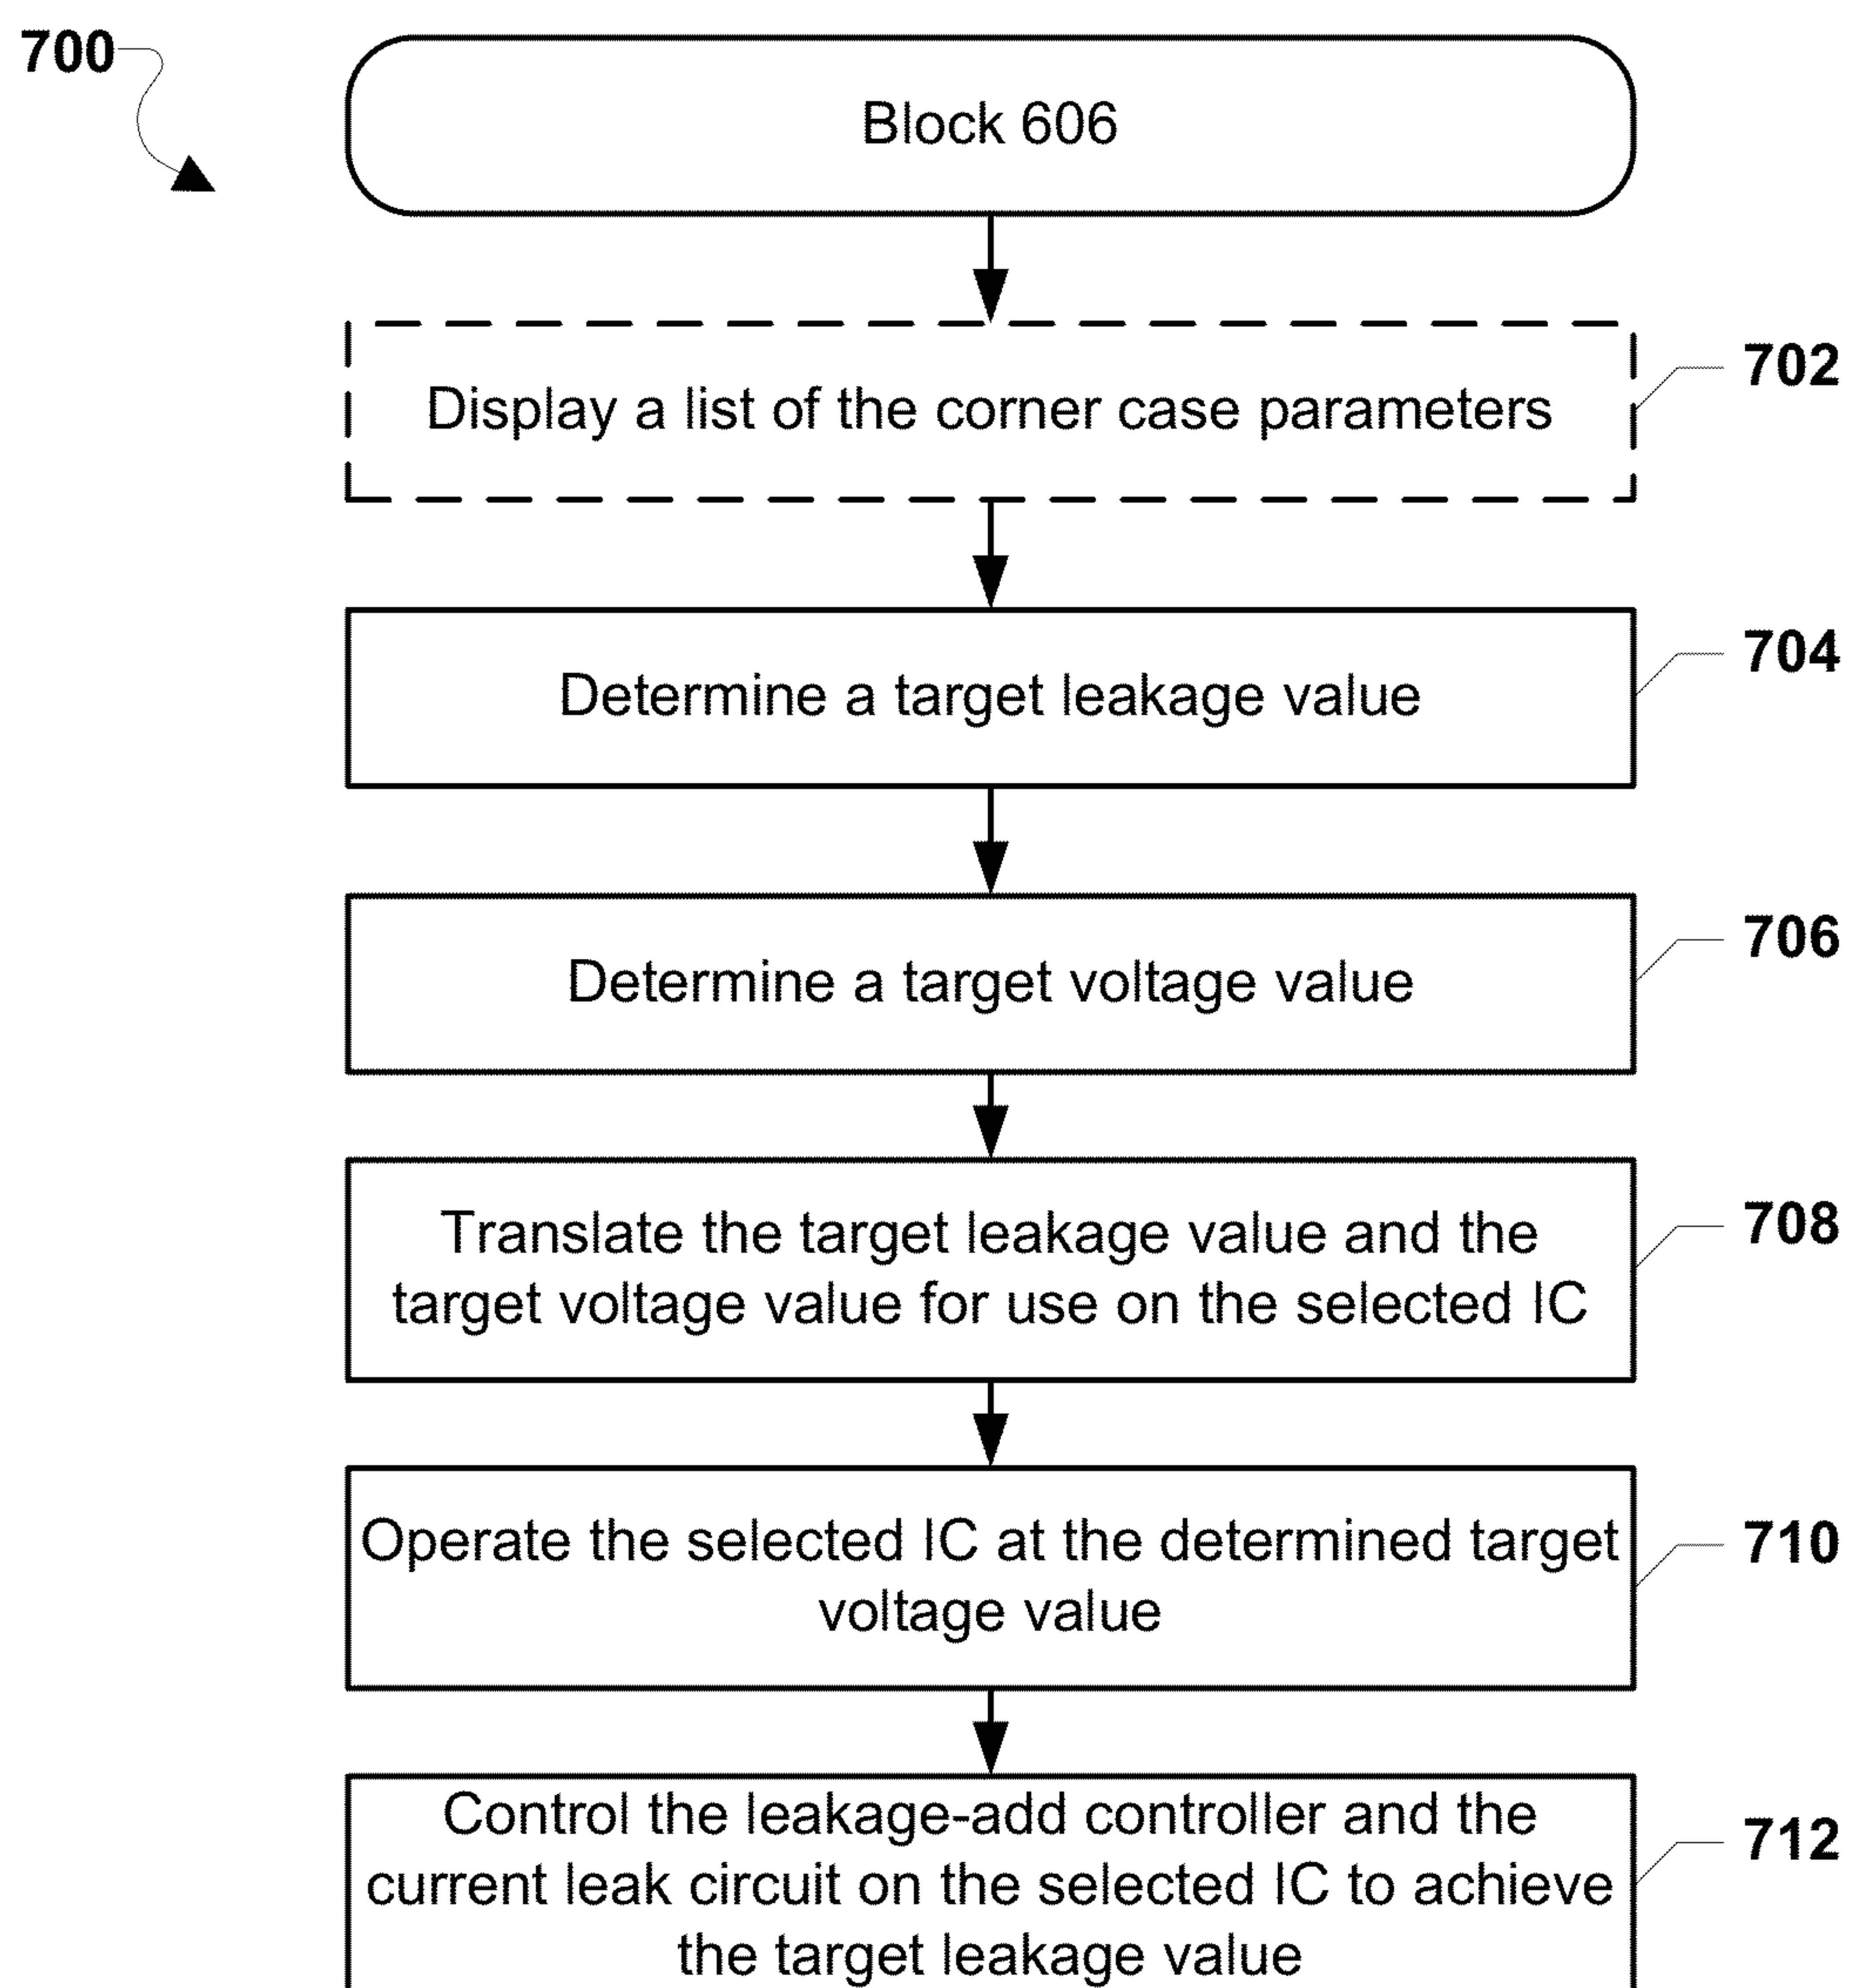 700
Block 606
Display a list of the corner case parameters
702
Determine a target leakage value
704
Determine a target voltage value
706
Translate the target leakage value and the
target voltage value for use on the selected IC
708
Operate the selected IC at the determined target
voltage value
710
Control the leakage-add controller and the
current leak circuit on the selected IC to achieve
the target leakage value
712